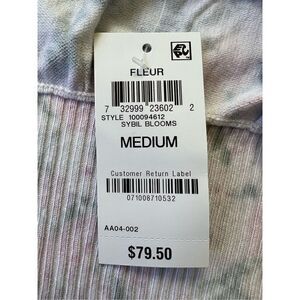 FLEUR
7 32999 23602 2
STYLE 100094612
SYBIL BLOOMS
MEDIUM
Customer Return Label
071008710532
AA04-002
$79.50